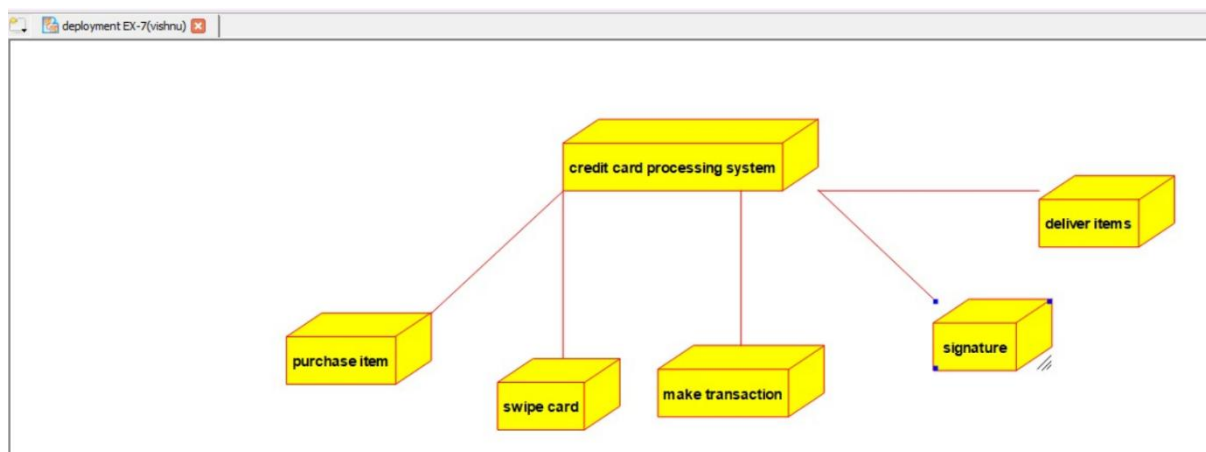 deployment EX-7(vishnu)
credit card processing system
deliver items
signature
purchase item
make transaction
swipe card